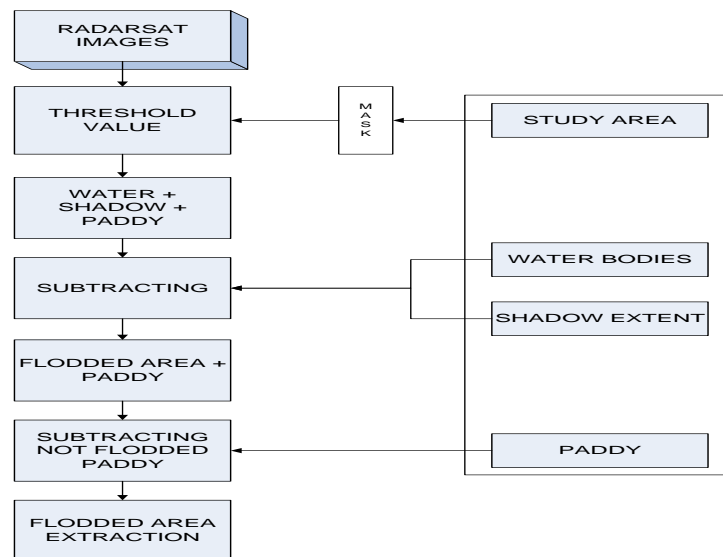 RADARSAT
IMAGES
THRESHOLD
VALUE
MASK
STUDY AREA
WATER +
SHADOW +
PADDY
SUBTRACTING
WATER BODIES
SHADOW EXTENT
FLODDED AREA +
PADDY
SUBTRACTING
NOT FLODDED
PADDY
PADDY
FLODDED AREA
EXTRACTION